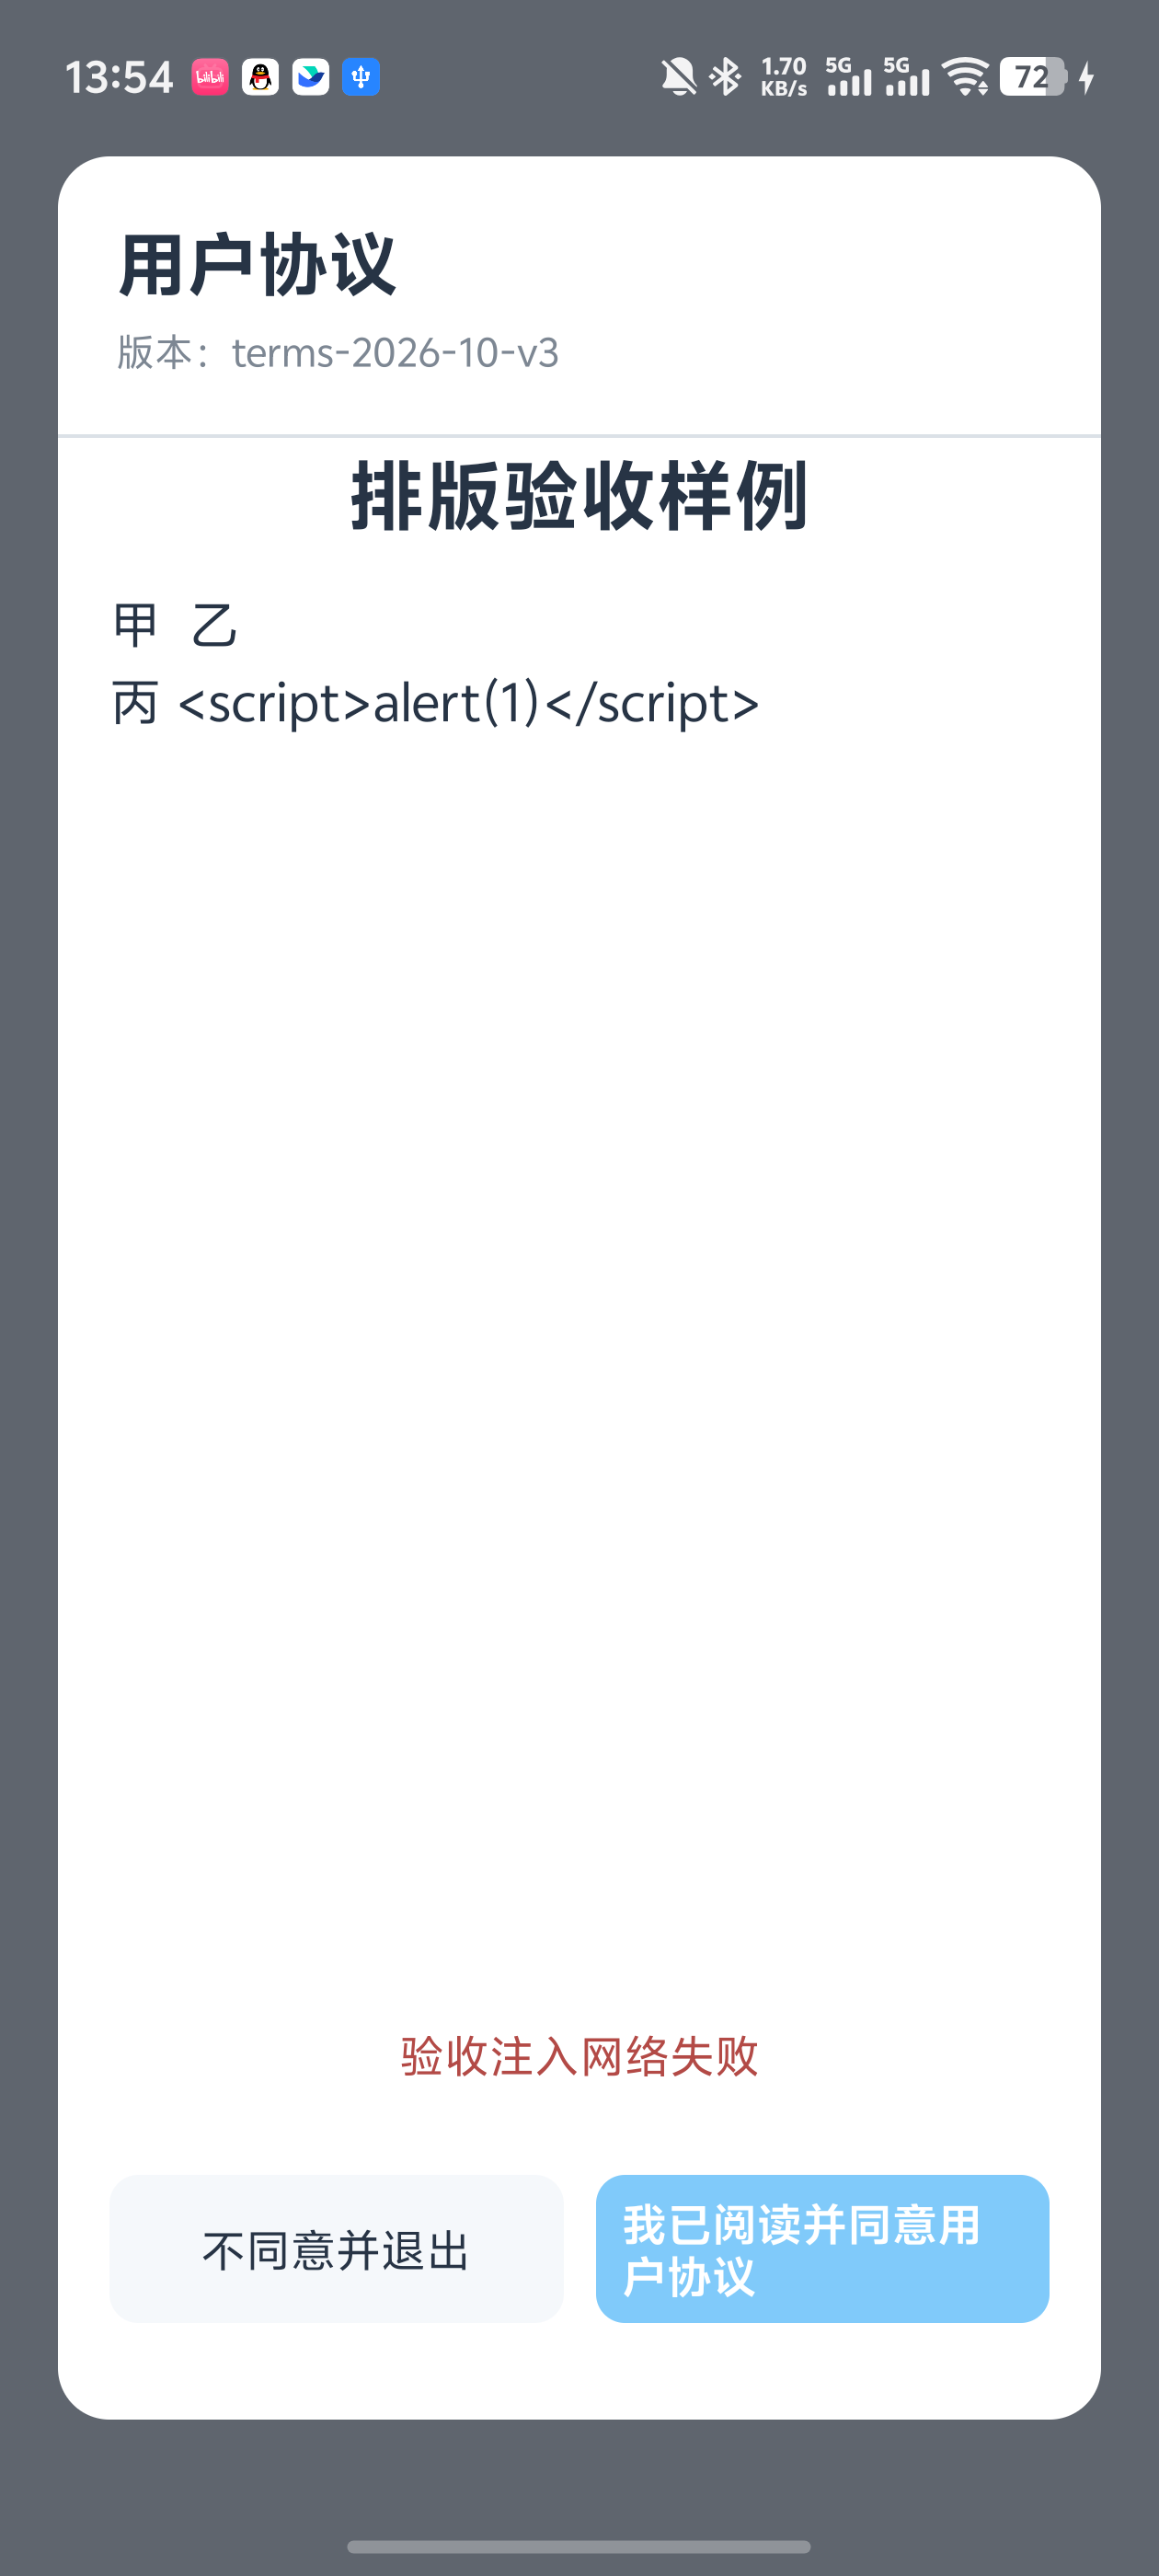 13:54
bilibili
1.70 KB/s 5G 5G 72
用户协议
版本：terms-2026-10-v3
排版验收样例
甲  乙
丙 <script>alert(1)</script>
验收注入网络失败
不同意并退出
我已阅读并同意用
户协议